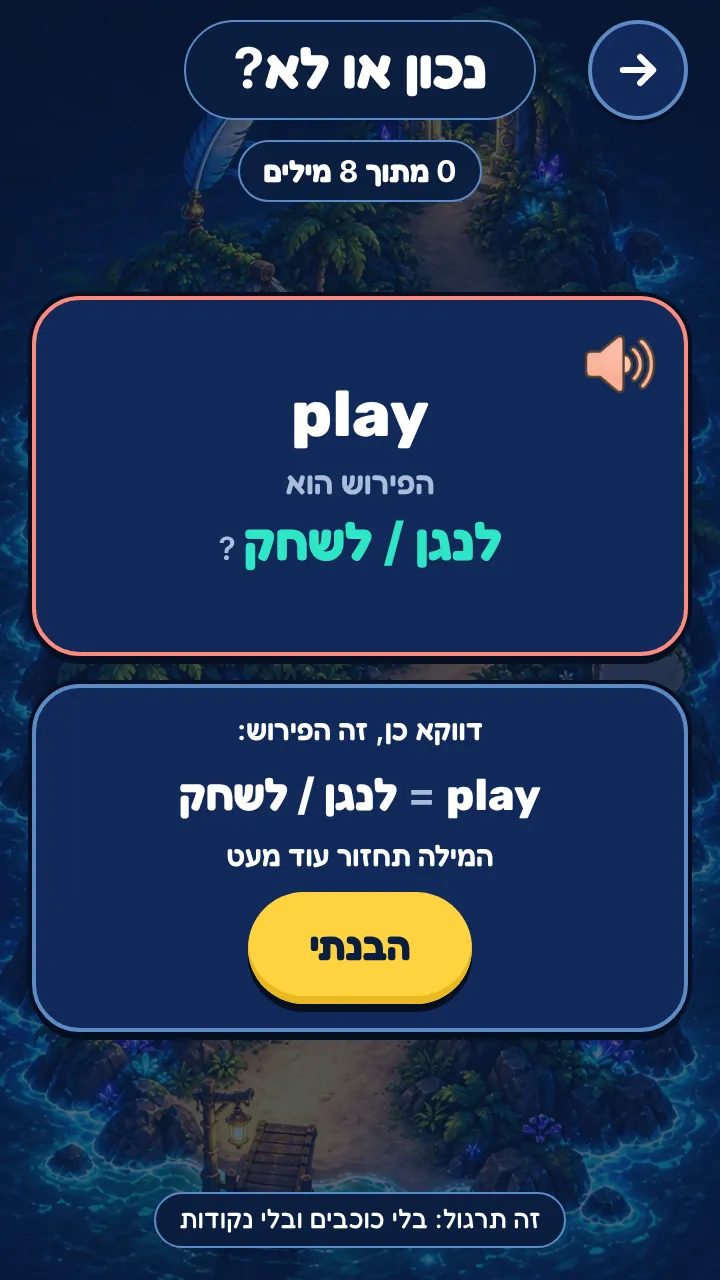 נכון או לא?
0 מתוך 8 מילים
play
הפירוש הוא
לנגן / לשחק?
דווקא כן, זה הפירוש:
play = לנגן / לשחק
המילה תחזור עוד מעט
הבנתי
זה תרגול: בלי כוכבים ובלי נקודות